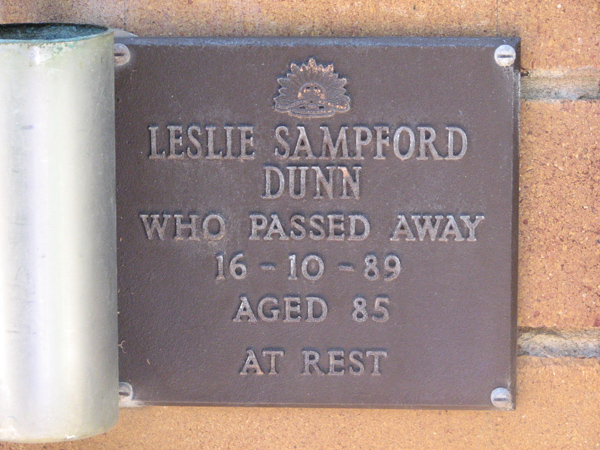 LESLIE SAMPFORD
DUNN
WHO PASSED AWAY
16-10-89
AGED 85
AT REST